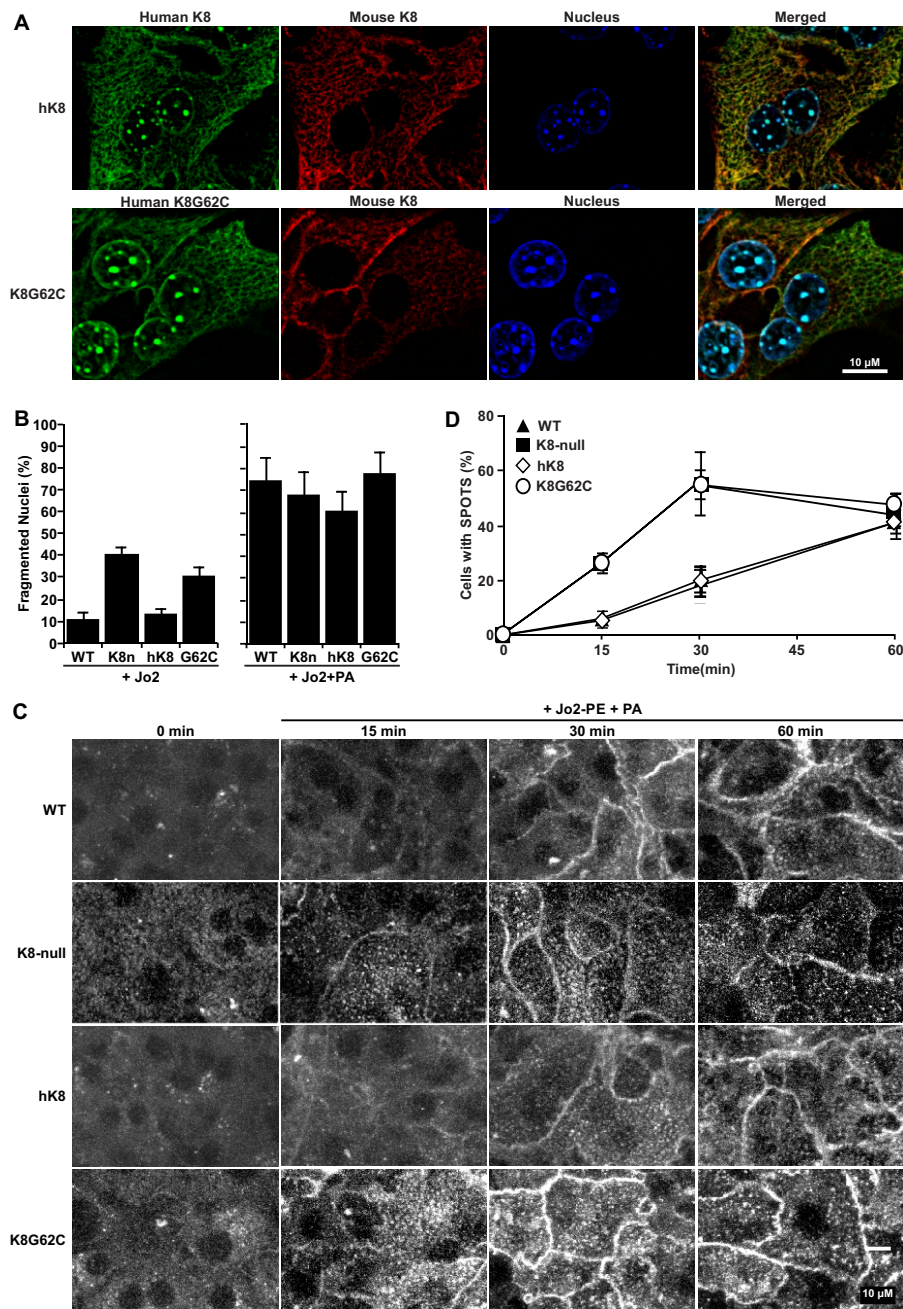 A
Human K8 Mouse K8 Nucleus Merged
hK8
Human K8G62C Mouse K8 Nucleus Merged
K8G62C
10 µM
B
Fragmented Nuclei (%)
100
90
80
70
60
50
40
30
20
10
0
WT K8n hK8 G62C
+ Jo2
WT K8n hK8 G62C
+ Jo2+PA
D
WT
K8-null
hK8
K8G62C
Cells with SPOTS (%)
80
60
40
20
0
0 15 30 45 60
Time(min)
C
+ Jo2-PE + PA
0 min 15 min 30 min 60 min
WT
K8-null
hK8
K8G62C
10 µM